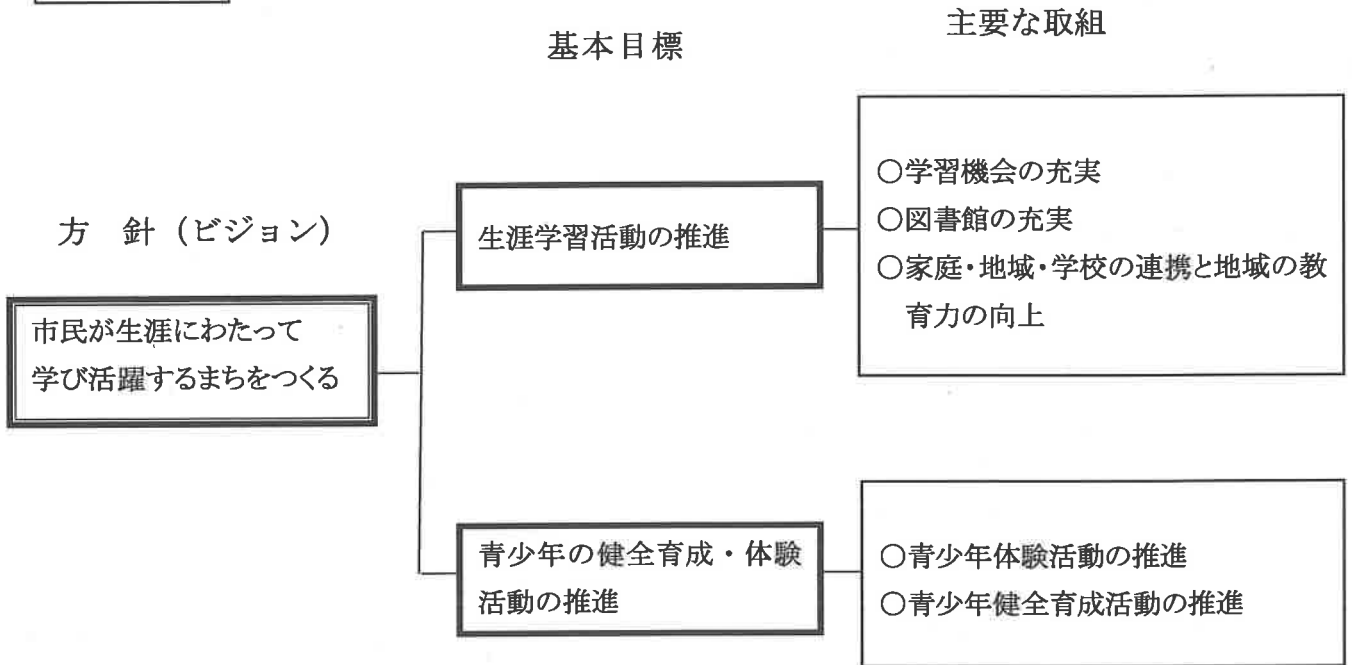 主要な取組
基本目標
方　針（ビジョン）
市民が生涯にわたって
学び活躍するまちをつくる
生涯学習活動の推進
○学習機会の充実
○図書館の充実
○家庭・地域・学校の連携と地域の教
育力の向上
青少年の健全育成・体験
活動の推進
○青少年体験活動の推進
○青少年健全育成活動の推進